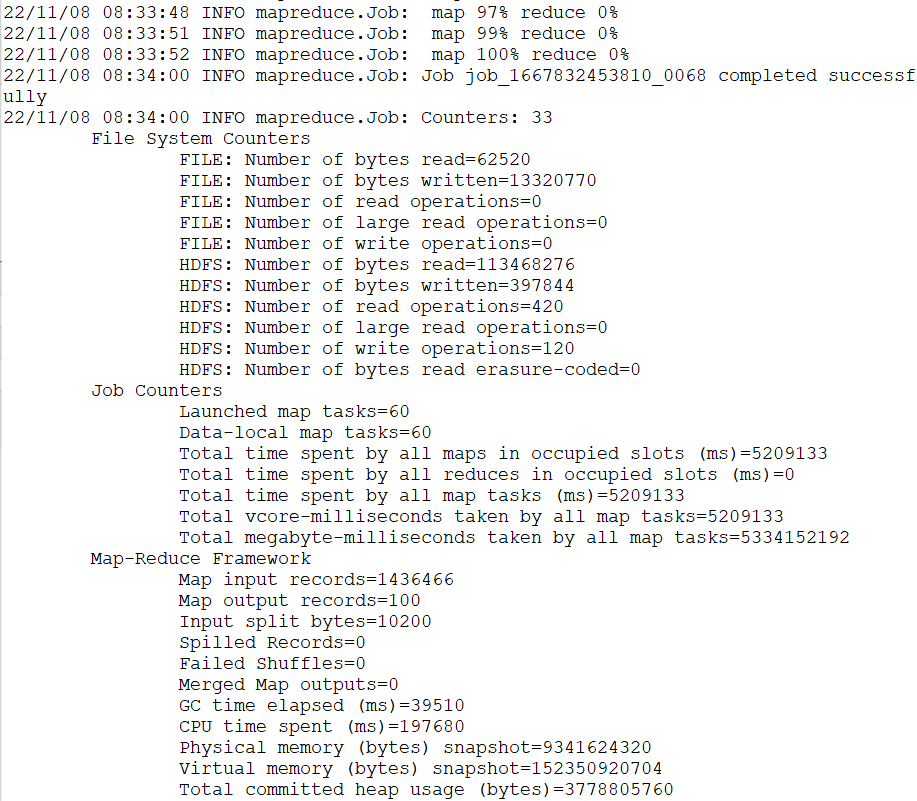 22/11/08 08:33:48 INFO mapreduce.Job:  map 97% reduce 0%
22/11/08 08:33:51 INFO mapreduce.Job:  map 99% reduce 0%
22/11/08 08:33:52 INFO mapreduce.Job:  map 100% reduce 0%
22/11/08 08:34:00 INFO mapreduce.Job: Job job_1667832453810_0068 completed successf
ully
22/11/08 08:34:00 INFO mapreduce.Job: Counters: 33
File System Counters
FILE: Number of bytes read=62520
FILE: Number of bytes written=13320770
FILE: Number of read operations=0
FILE: Number of large read operations=0
FILE: Number of write operations=0
HDFS: Number of bytes read=113468276
HDFS: Number of bytes written=397844
HDFS: Number of read operations=420
HDFS: Number of large read operations=0
HDFS: Number of write operations=120
HDFS: Number of bytes read erasure-coded=0
Job Counters
Launched map tasks=60
Data-local map tasks=60
Total time spent by all maps in occupied slots (ms)=5209133
Total time spent by all reduces in occupied slots (ms)=0
Total time spent by all map tasks (ms)=5209133
Total vcore-milliseconds taken by all map tasks=5209133
Total megabyte-milliseconds taken by all map tasks=5334152192
Map-Reduce Framework
Map input records=1436466
Map output records=100
Input split bytes=10200
Spilled Records=0
Failed Shuffles=0
Merged Map outputs=0
GC time elapsed (ms)=39510
CPU time spent (ms)=197680
Physical memory (bytes) snapshot=9341624320
Virtual memory (bytes) snapshot=152350920704
Total committed heap usage (bytes)=3778805760